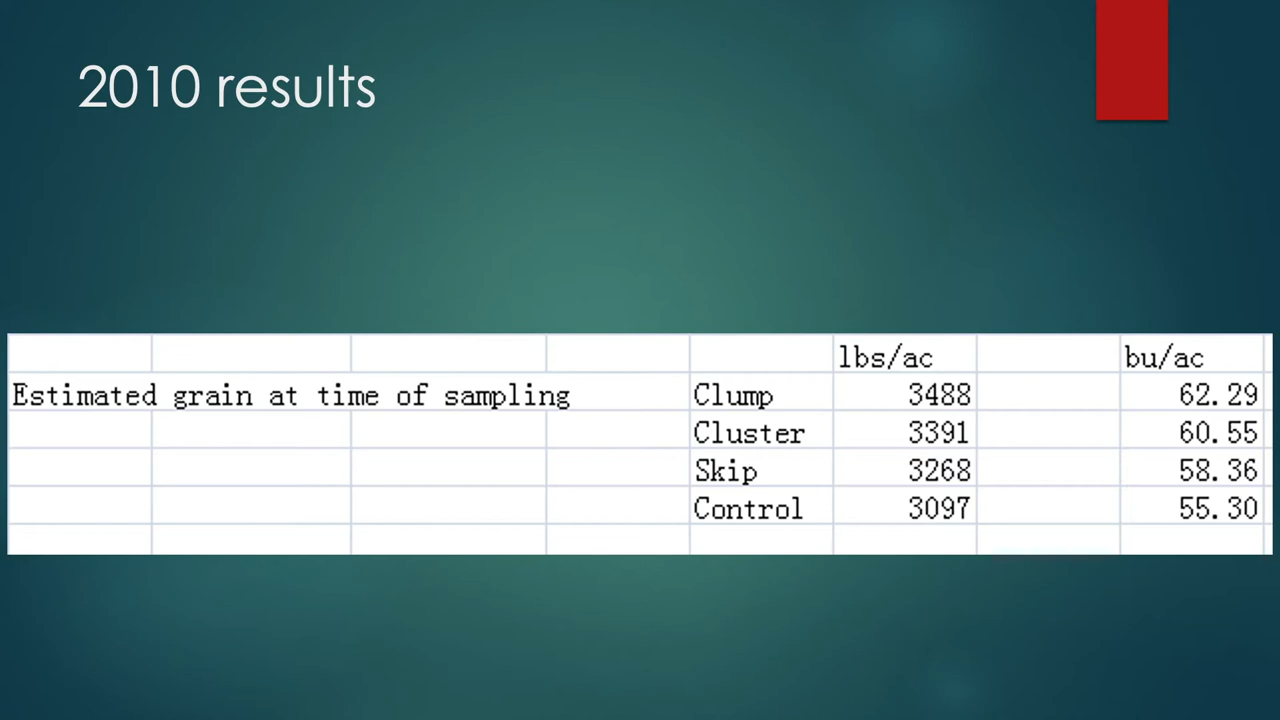 2010 results
lbs/ac bu/ac
Estimated grain at time of sampling Clump 3488 62.29
Cluster 3391 60.55
Skip 3268 58.36
Control 3097 55.30